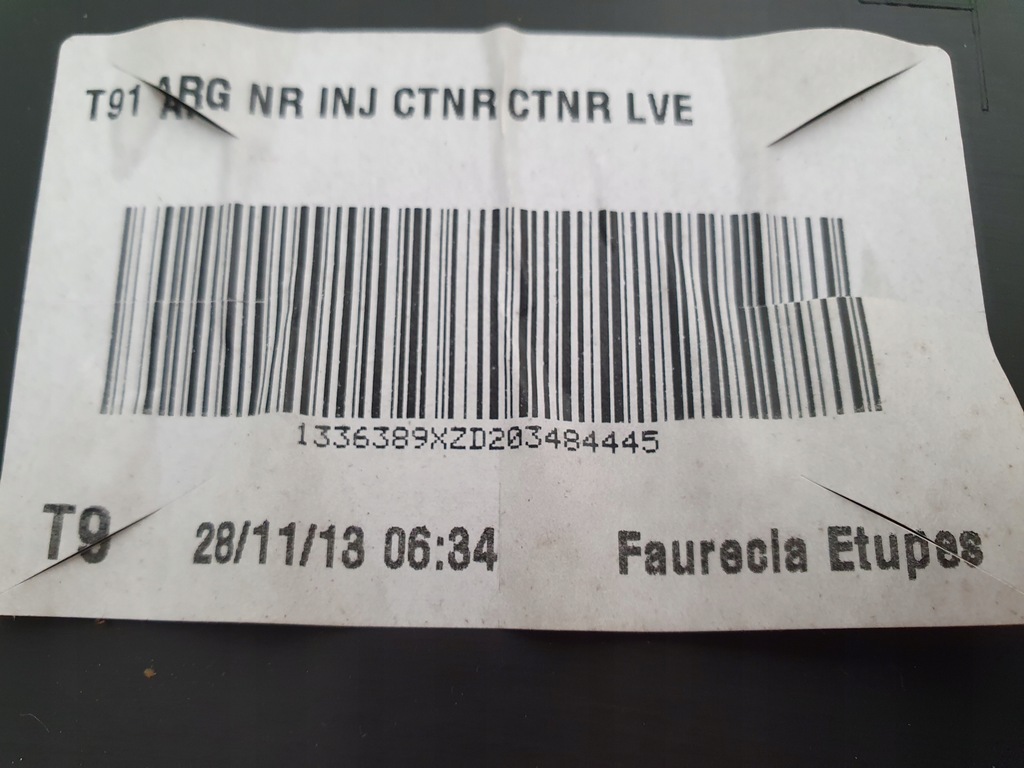 T91 ARG NR INJ CTNR CTNR LVE
1336389XZD203484445
T9 28/11/13 06:34 Faurecia Etupes